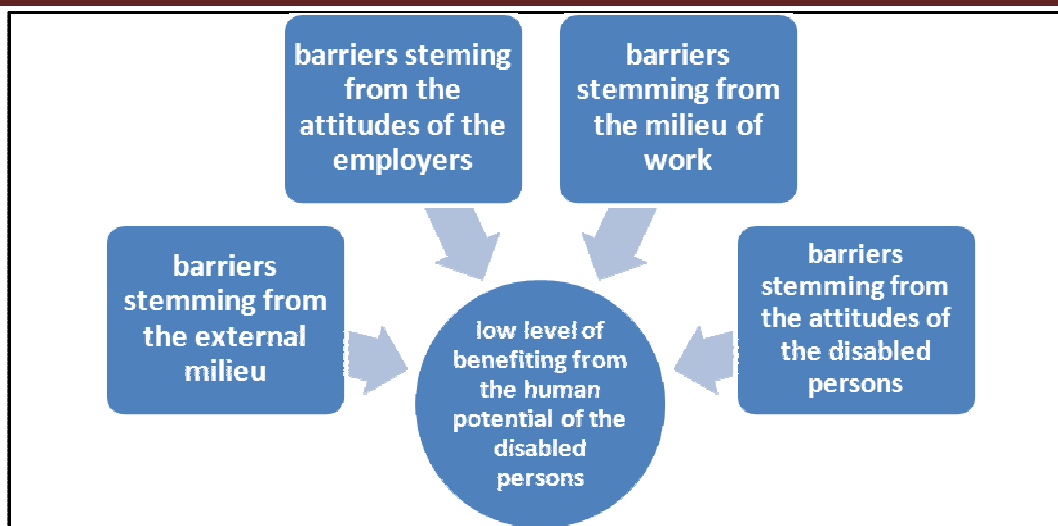 barriers steming
from the
attitudes of the
employers
barriers
stemming from
the milieu of
work
barriers
stemming from
the external
milieu
barriers
stemming from
the attitudes of
the disabled
persons
low level of
benefiting from
the human
potential of the
disabled
persons